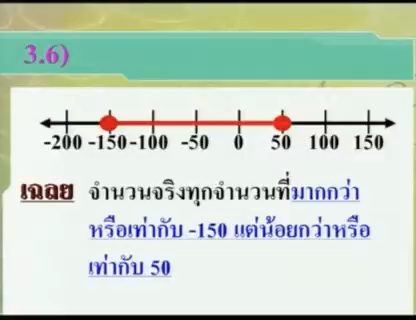 3.6)
-200 -150 -100 -50 0 50 100 150
เฉลย จำนวนจริงทุกจำนวนที่มากกว่า
หรือเท่ากับ -150 แต่น้อยกว่าหรือ
เท่ากับ 50